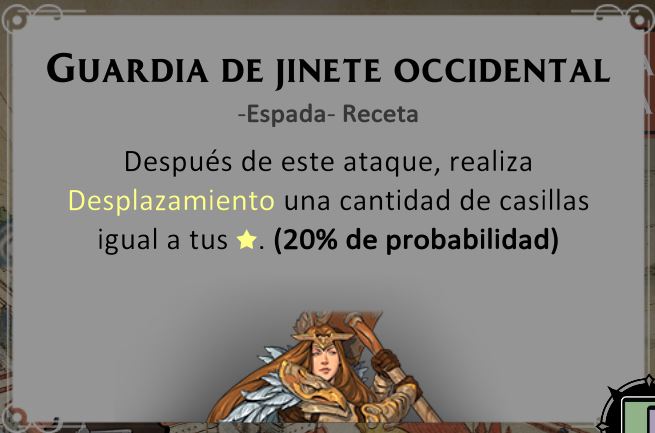 GUARDIA DE JINETE OCCIDENTAL
-Espada- Receta
Después de este ataque, realiza
Desplazamiento una cantidad de casillas
igual a tus ★. (20% de probabilidad)